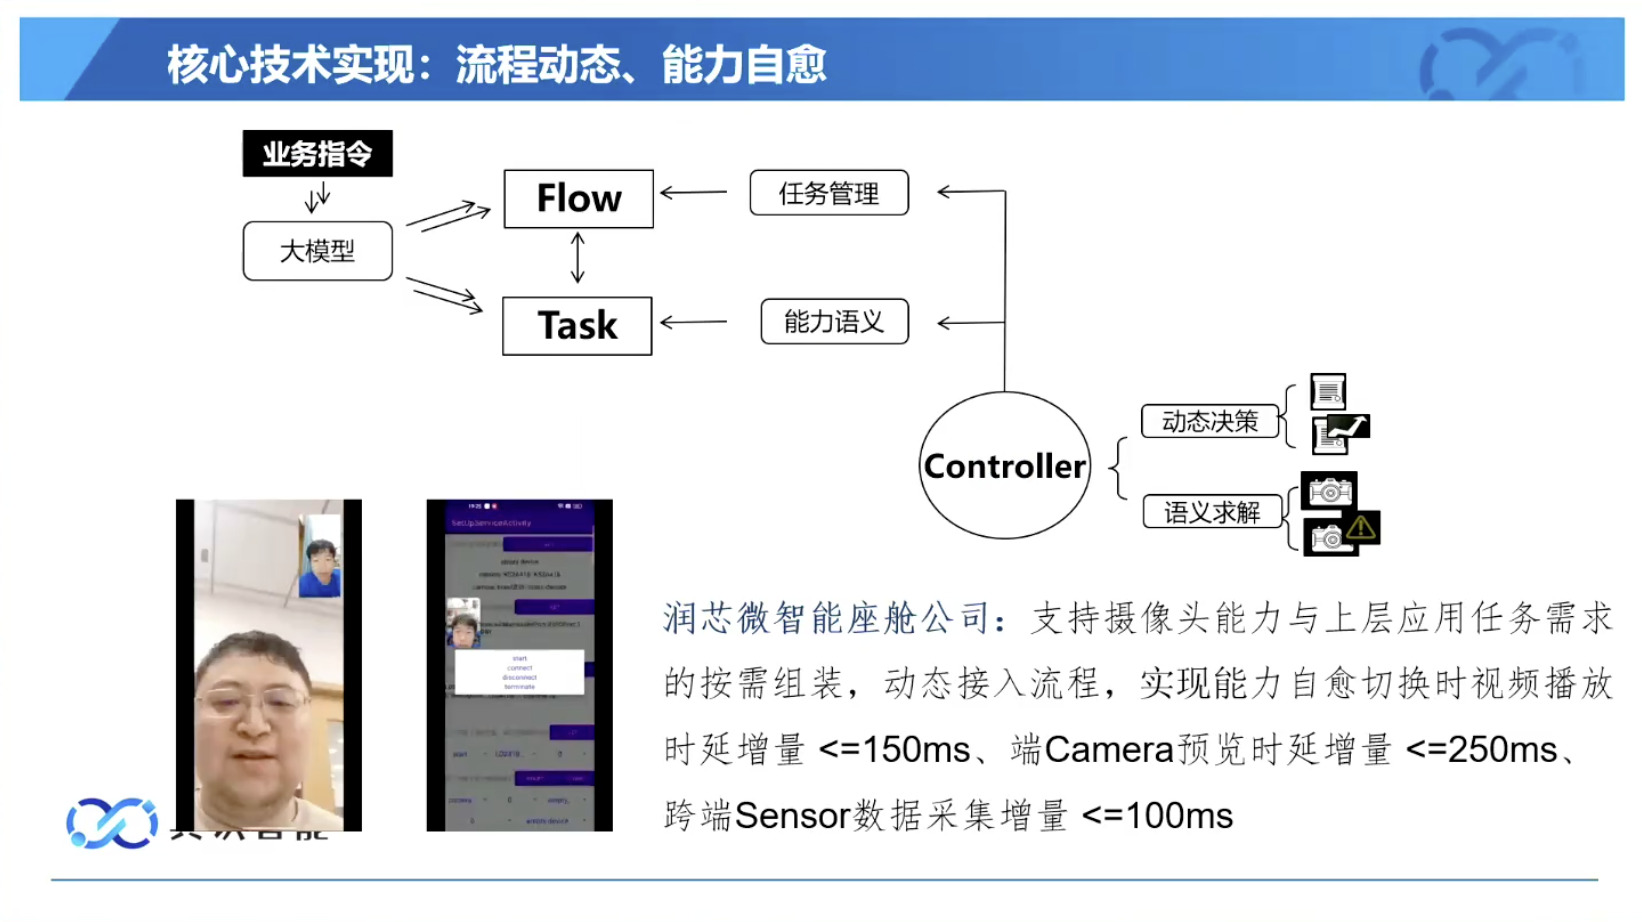 核心技术实现：流程动态、能力自愈
业务指令
大模型
Flow
任务管理
Task
能力语义
Controller
动态决策
语义求解
SetUpServiceActivity
start
connect
disconnect
terminate
润芯微智能座舱公司：支持摄像头能力与上层应用任务需求
的按需组装，动态接入流程，实现能力自愈切换时视频播放
时延增量 <=150ms、端Camera预览时延增量 <=250ms、
跨端Sensor数据采集增量 <=100ms